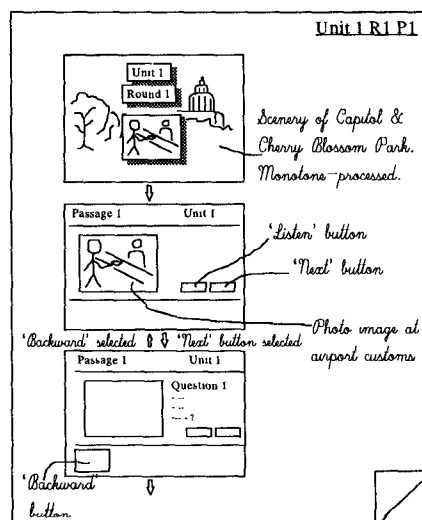 Unit 1 R1 P1
Unit 1
Round 1
Scenery of Capitol &
Cherry Blossom Park.
Monotone-processed.
Passage 1 Unit 1
'Listen' button
'Next' button
Photo image at
airport customs
'Backward' selected 'Next' button selected
Passage 1 Unit 1
Question 1
?
'Backward'
button